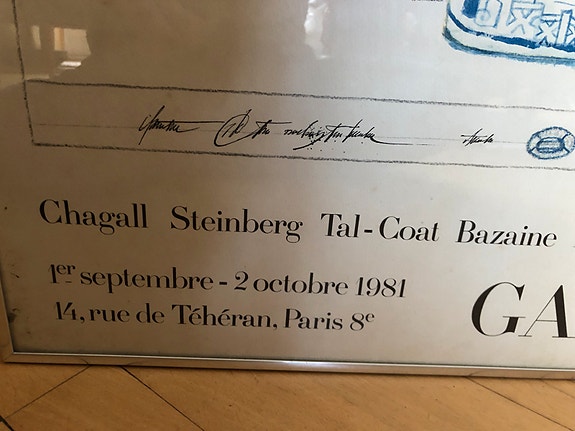 Chagall Steinberg Tal-Coat Bazaine
1er septembre - 2 octobre 1981
14, rue de Téhéran, Paris 8e
GA